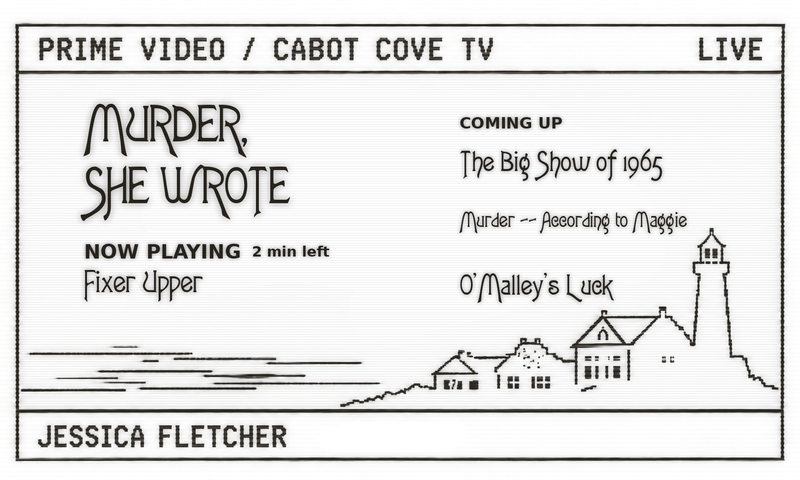 PRIME VIDEO / CABOT COVE TV LIVE
MURDER,
SHE WROTE
NOW PLAYING 2 min left
Fixer Upper
COMING UP
The Big Show of 1965
Murder -- According to Maggie
O'Malley's Luck
JESSICA FLETCHER